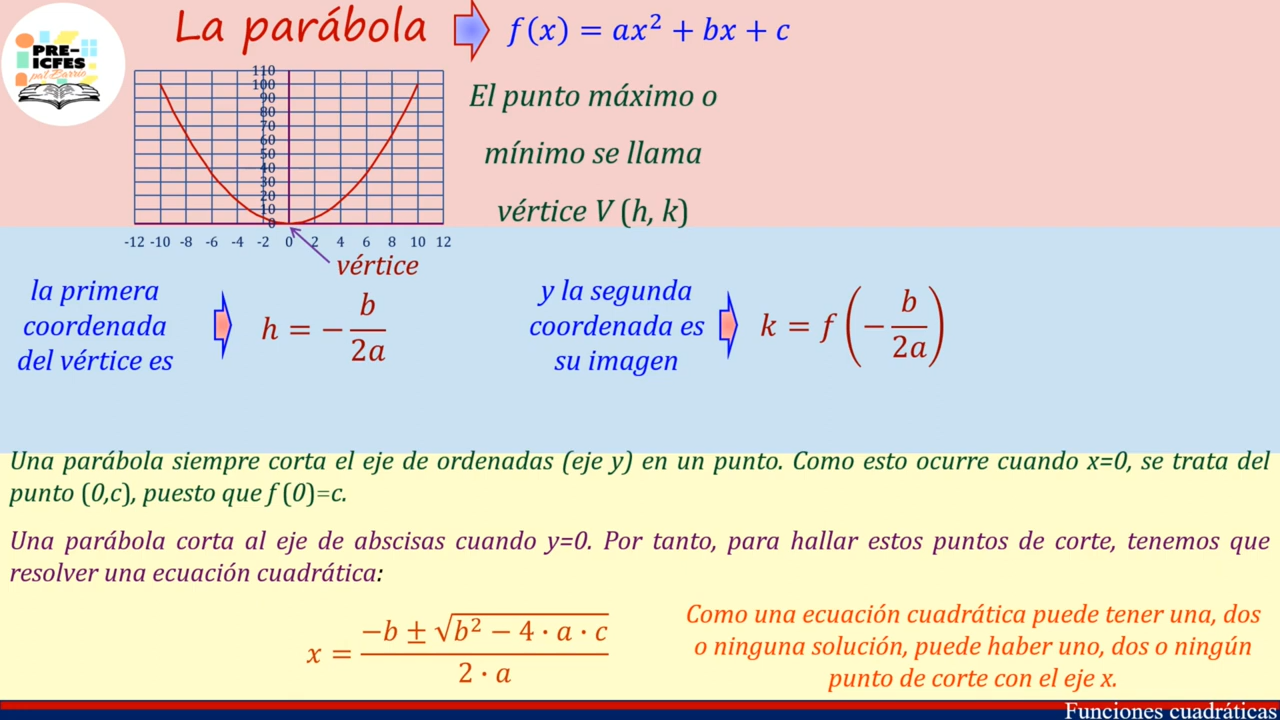 PRE-
ICFES
pal Barrio
La parábola
f(x) = ax² + bx + c
110
100
90
80
70
60
50
40
30
20
10
0
-12 -10 -8 -6 -4 -2 0 2 4 6 8 10 12
vértice
El punto máximo o
mínimo se llama
vértice V (h, k)
la primera
coordenada
del vértice es
h = − b/2a
y la segunda
coordenada es
su imagen
k = f(− b/2a)
Una parábola siempre corta el eje de ordenadas (eje y) en un punto. Como esto ocurre cuando x=0, se trata del
punto (0,c), puesto que f (0)=c.
Una parábola corta al eje de abscisas cuando y=0. Por tanto, para hallar estos puntos de corte, tenemos que
resolver una ecuación cuadrática:
x = (−b ± √(b² − 4 · a · c))/(2 · a)
Como una ecuación cuadrática puede tener una, dos
o ninguna solución, puede haber uno, dos o ningún
punto de corte con el eje x.
Funciones cuadráticas